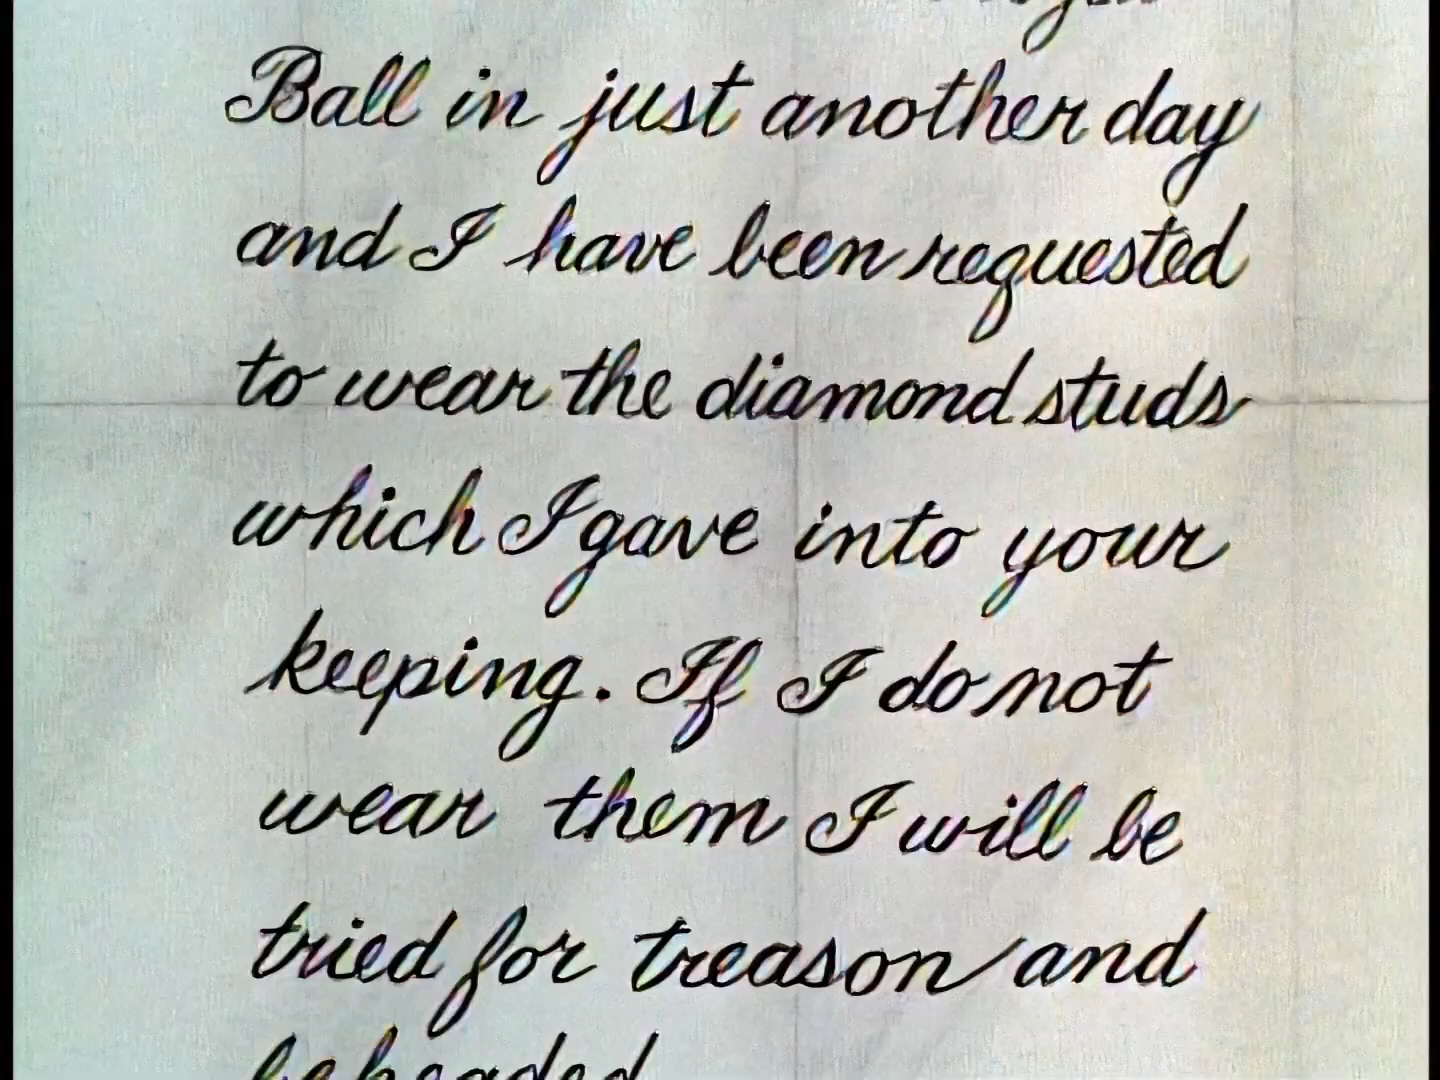 Ball in just another day
and I have been requested
to wear the diamond studs
which I gave into your
keeping. If I do not
wear them I will be
tried for treason and
beheaded